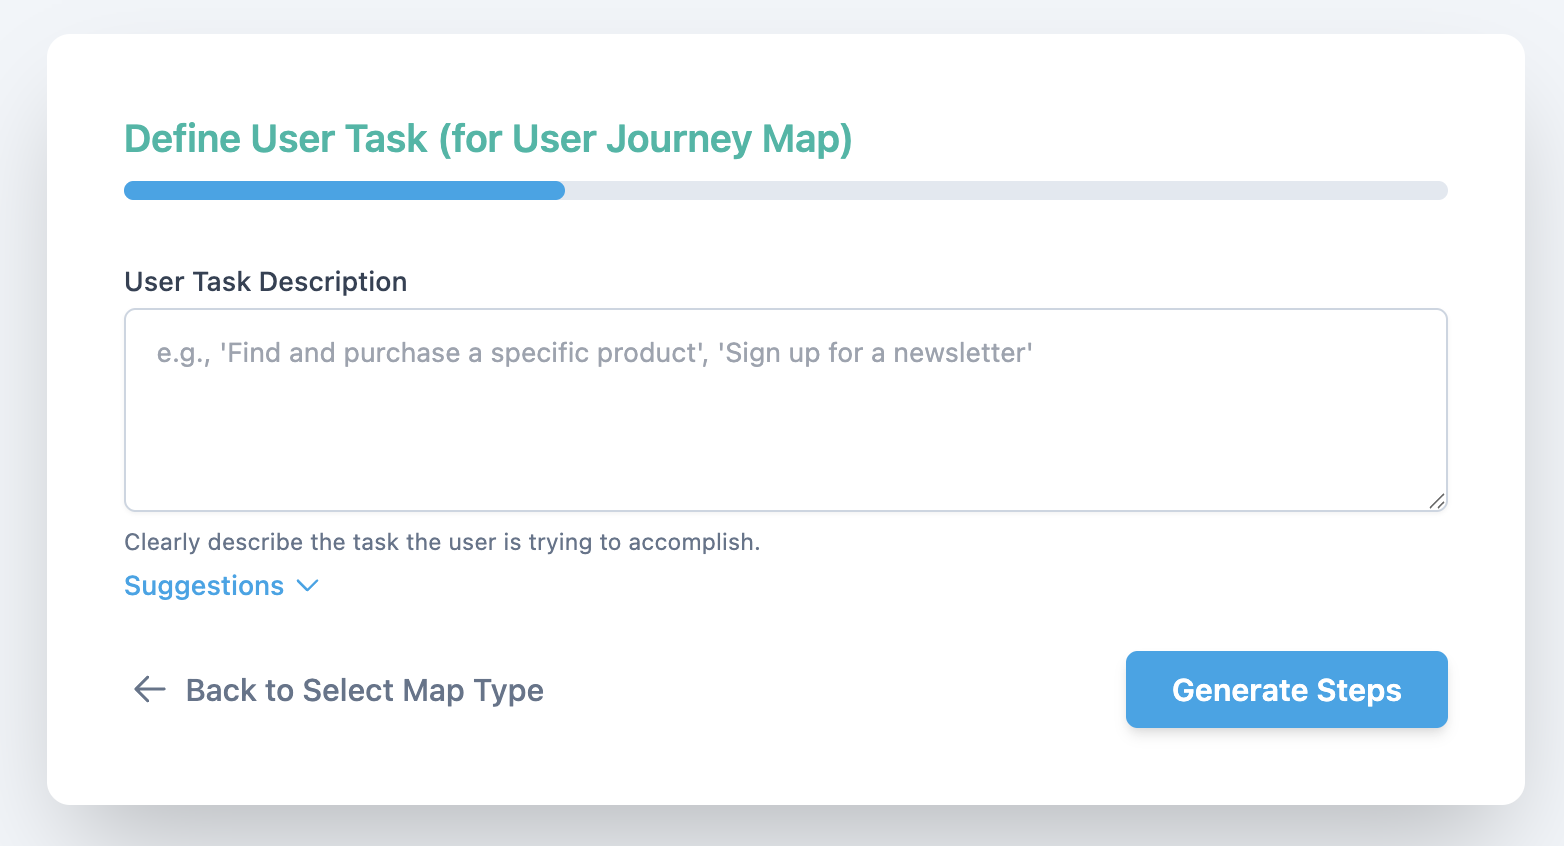 Define User Task (for User Journey Map)
User Task Description
e.g., 'Find and purchase a specific product', 'Sign up for a newsletter'
Clearly describe the task the user is trying to accomplish.
Suggestions
Back to Select Map Type
Generate Steps